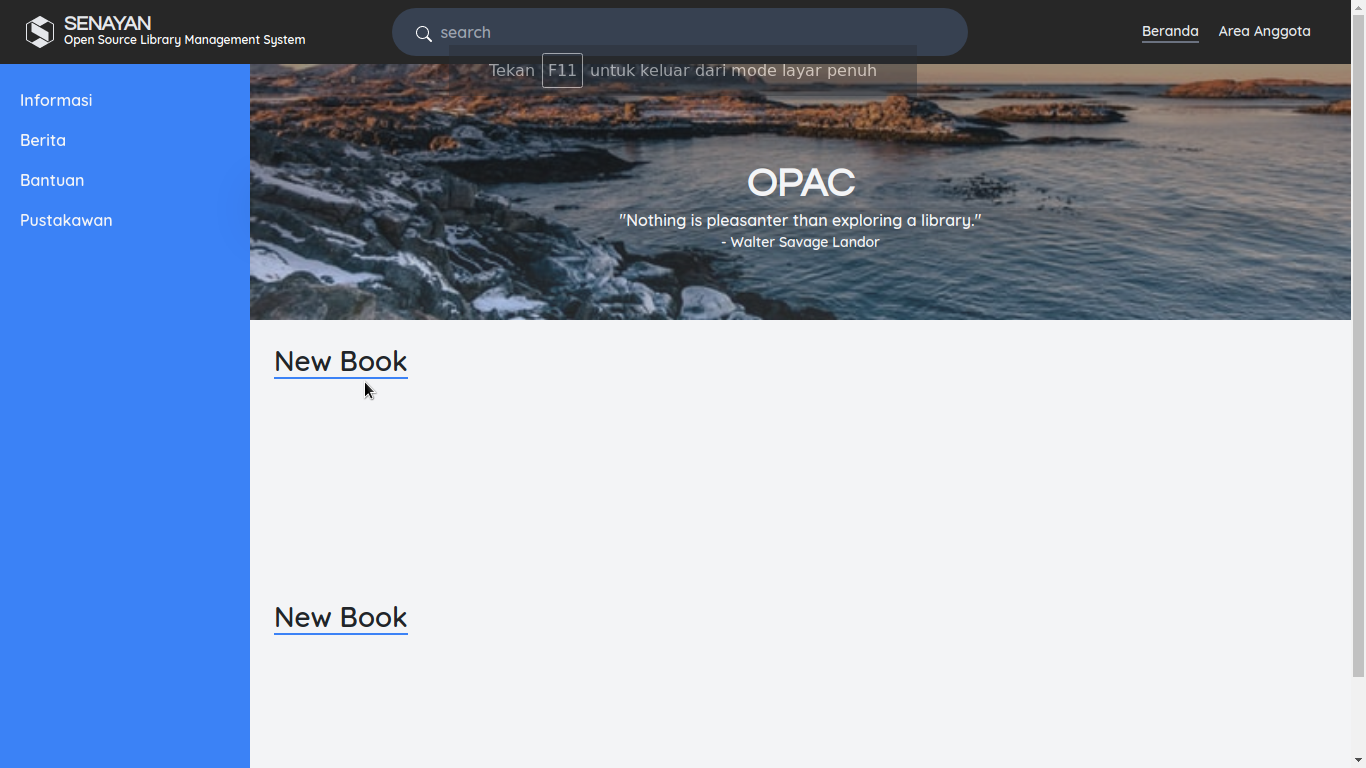 SENAYAN
Open Source Library Management System
search
Beranda
Area Anggota
Tekan F11 untuk keluar dari mode layar penuh
Informasi
Berita
Bantuan
Pustakawan
OPAC
"Nothing is pleasanter than exploring a library."
- Walter Savage Landor
New Book
New Book